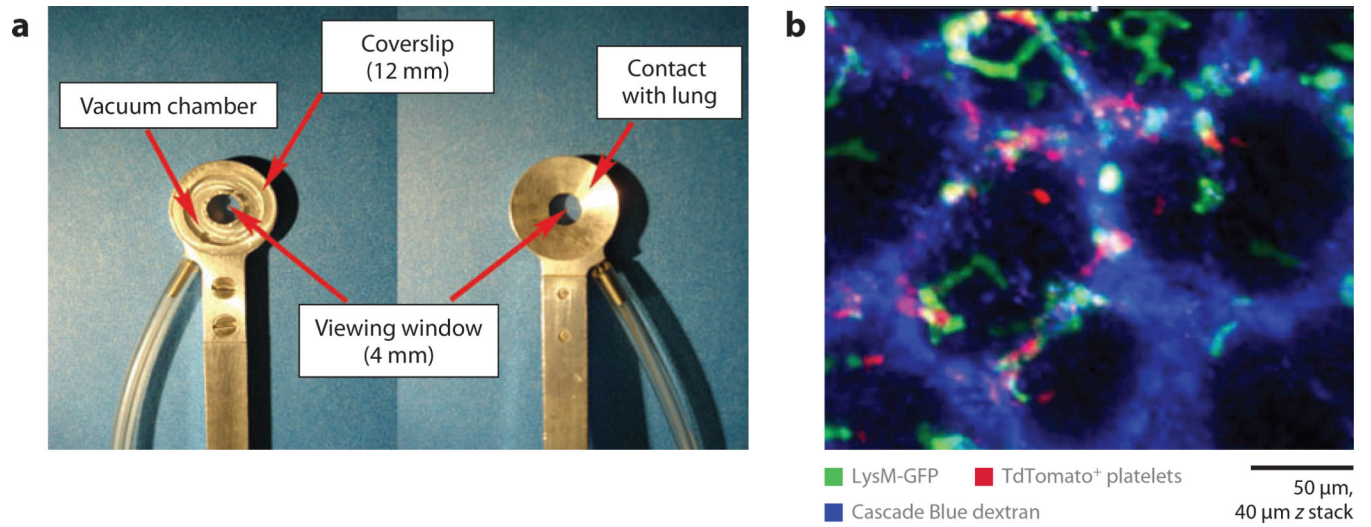 a
Coverslip
(12 mm)
Vacuum chamber
Contact
with lung
Viewing window
(4 mm)
b
LysM-GFP
TdTomato⁺ platelets
Cascade Blue dextran
50 µm,
40 µm z stack